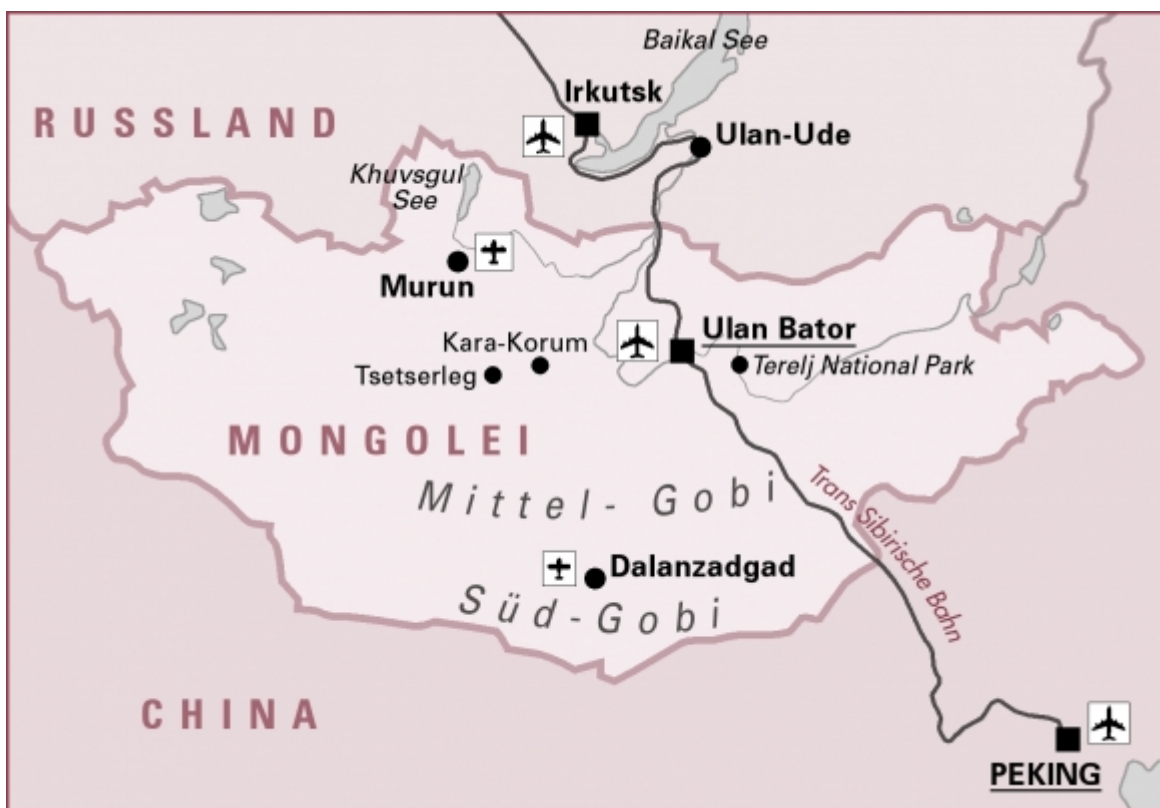 Baikal See
Irkutsk
RUSSLAND
Ulan-Ude
Khuvsgul
See
Murun
Ulan Bator
Kara-Korum
Terelj National Park
Tsetserleg
MONGOLEI
Mittel- Gobi
Trans Sibirische Bahn
Dalanzadgad
Süd-Gobi
CHINA
PEKING